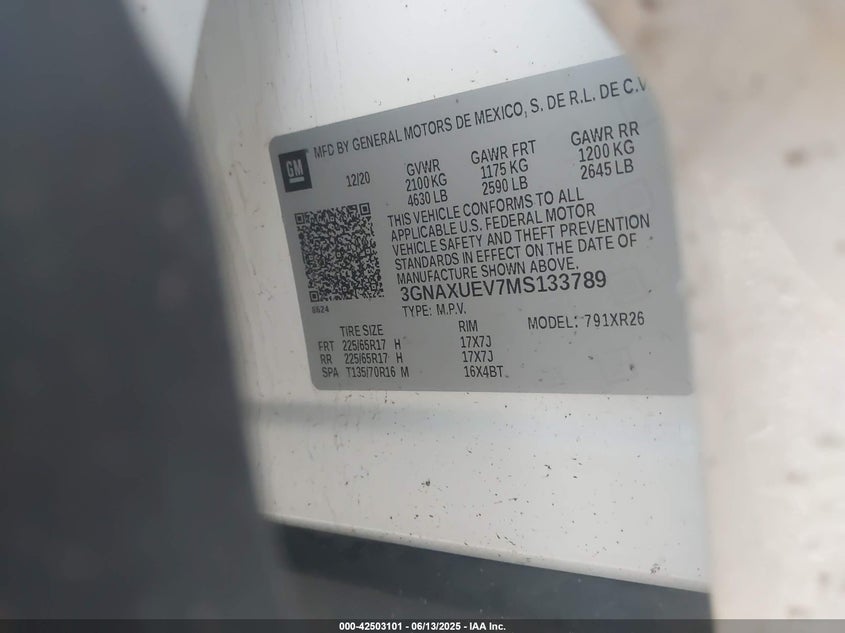 MFD BY GENERAL MOTORS DE MEXICO, S. DE R.L. DE C.V
GM
12/20
GVWR GAWR FRT GAWR RR
2100 KG 1175 KG 1200 KG
4630 LB 2590 LB 2645 LB
THIS VEHICLE CONFORMS TO ALL
APPLICABLE U.S. FEDERAL MOTOR
VEHICLE SAFETY AND THEFT PREVENTION
STANDARDS IN EFFECT ON THE DATE OF
MANUFACTURE SHOWN ABOVE.
8624
3GNAXUEV7MS133789
TYPE: M.P.V. MODEL: 791XR26
TIRE SIZE RIM
FRT 225/65R17 H 17X7J
RR 225/65R17 H 17X7J
SPA T135/70R16 M 16X4BT
000-42503101 - 06/13/2025 - IAA Inc.